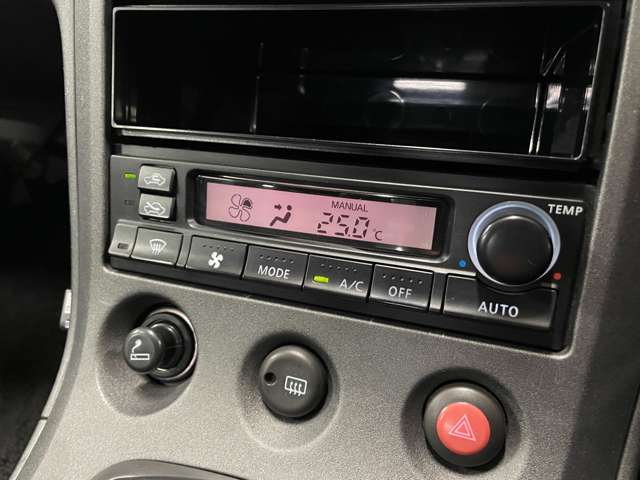 MANUAL
25.0 °C
TEMP
MODE
A/C
OFF
AUTO